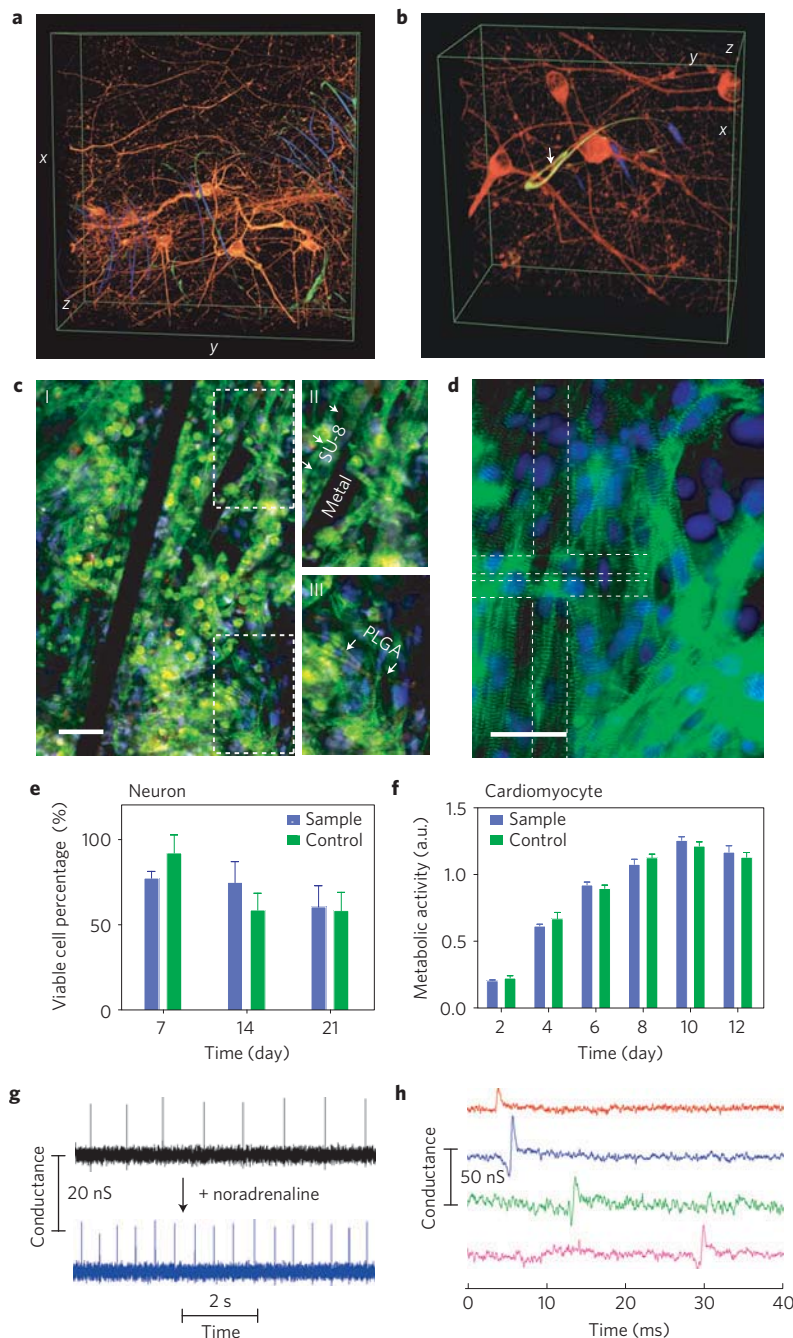 a
x
z
y
b
z
y
x
c
I
II
SU-8
Metal
III
PLGA
d
e
Neuron
Sample
Control
Viable cell percentage (%)
100
50
0
7 14 21
Time (day)
f
Cardiomyocyte
Sample
Control
Metabolic activity (a.u.)
1.5
1.0
0.5
0.0
2 4 6 8 10 12
Time (day)
g
Conductance
20 nS
+ noradrenaline
2 s
Time
h
Conductance
50 nS
0 10 20 30 40
Time (ms)